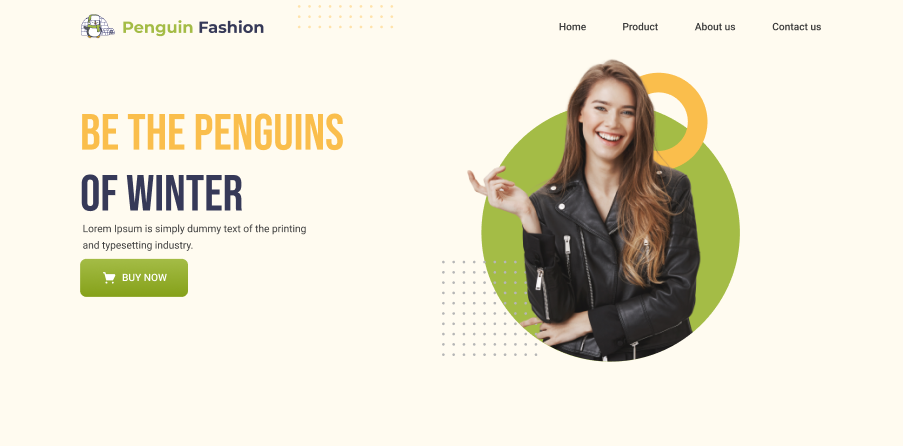 Penguin Fashion
Home Product About us Contact us
BE THE PENGUINS
OF WINTER
Lorem Ipsum is simply dummy text of the printing
and typesetting industry.
BUY NOW